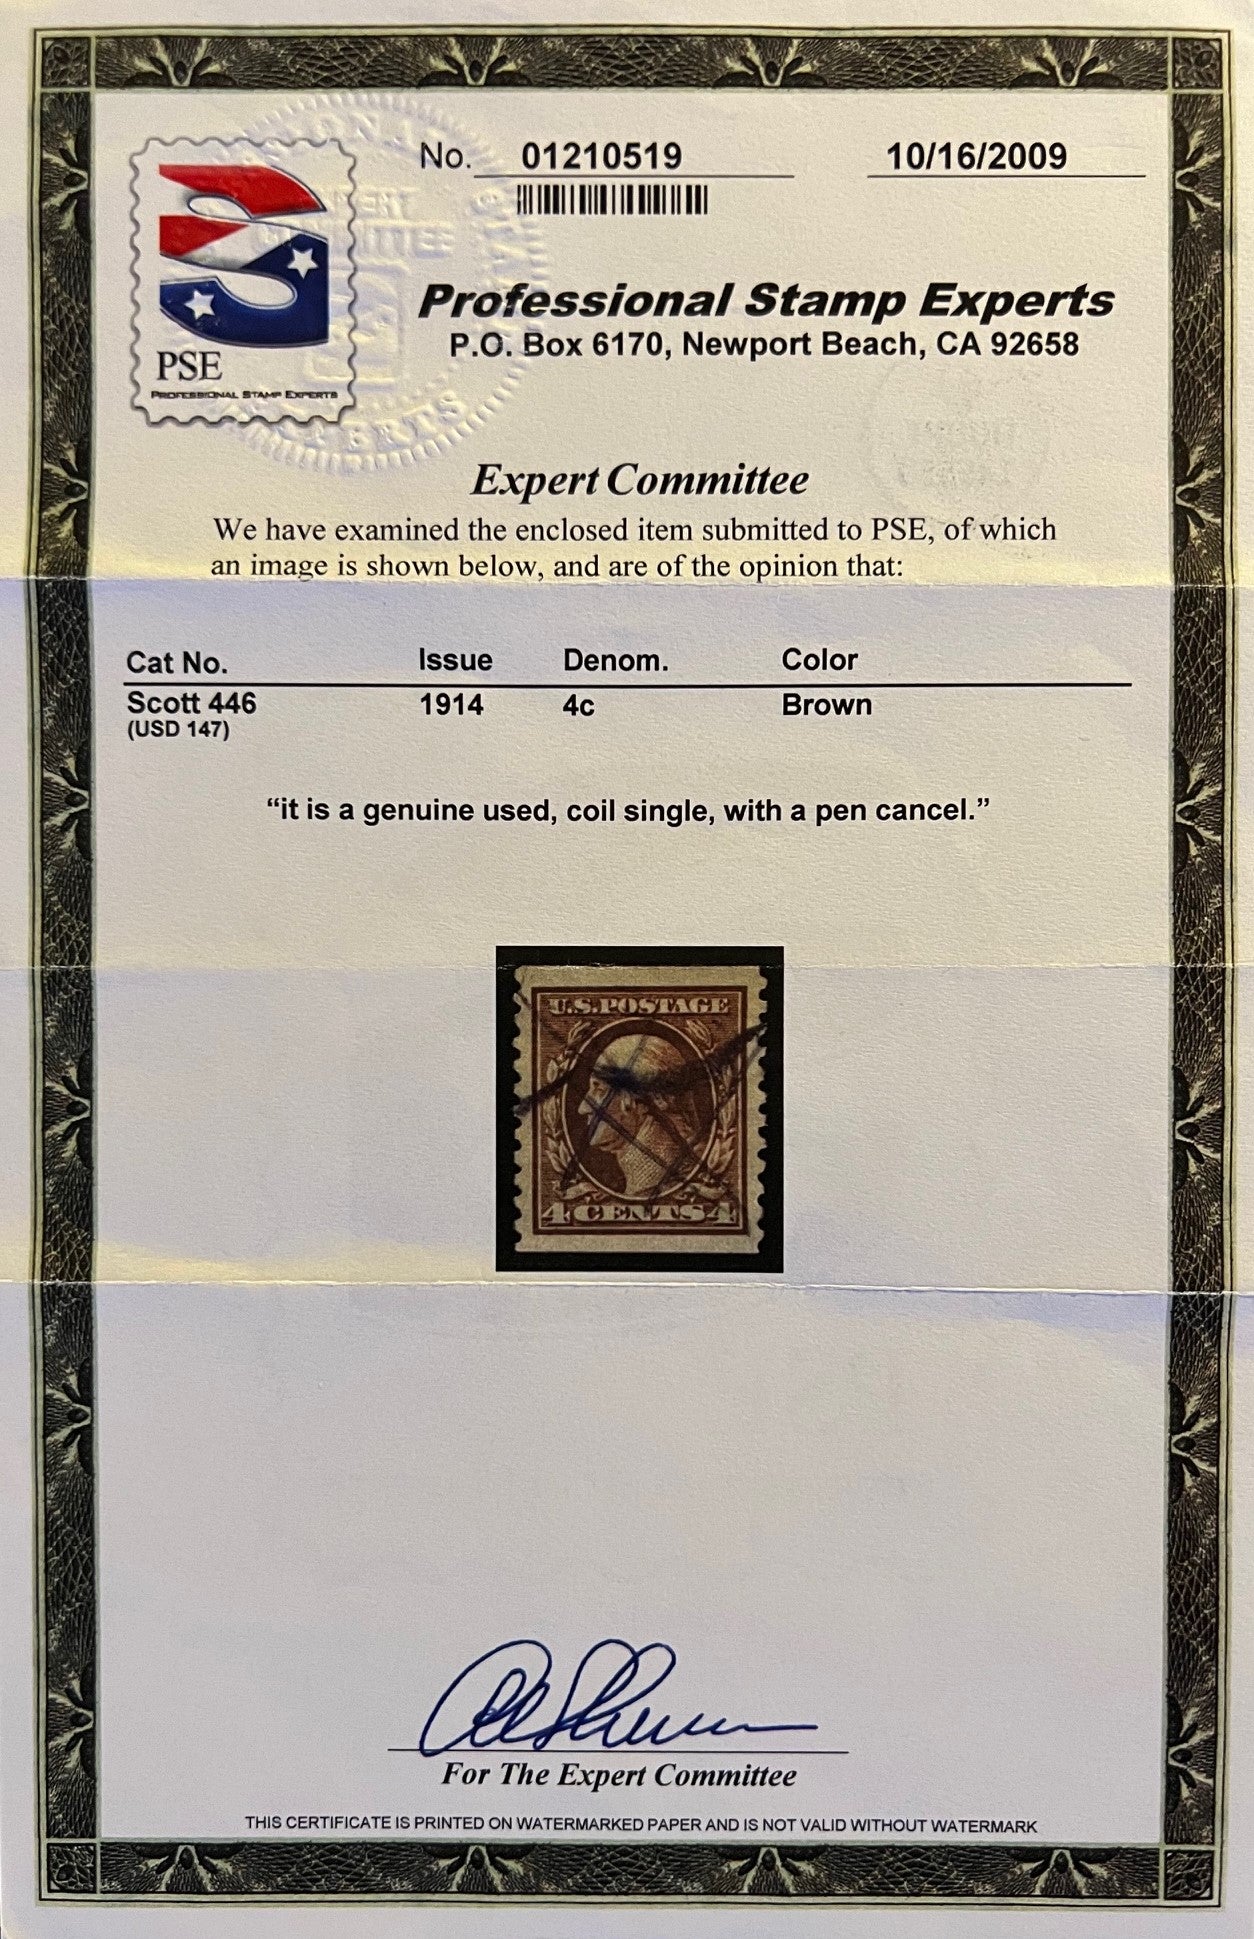 No. 01210519
10/16/2009
PSE
PROFESSIONAL STAMP EXPERTS
Professional Stamp Experts
P.O. Box 6170, Newport Beach, CA 92658
Expert Committee
We have examined the enclosed item submitted to PSE, of which
an image is shown below, and are of the opinion that:
Cat No. Issue Denom. Color
Scott 446 1914 4c Brown
(USD 147)
“it is a genuine used, coil single, with a pen cancel.”
U.S. POSTAGE
4 CENTS 4
For The Expert Committee
THIS CERTIFICATE IS PRINTED ON WATERMARKED PAPER AND IS NOT VALID WITHOUT WATERMARK